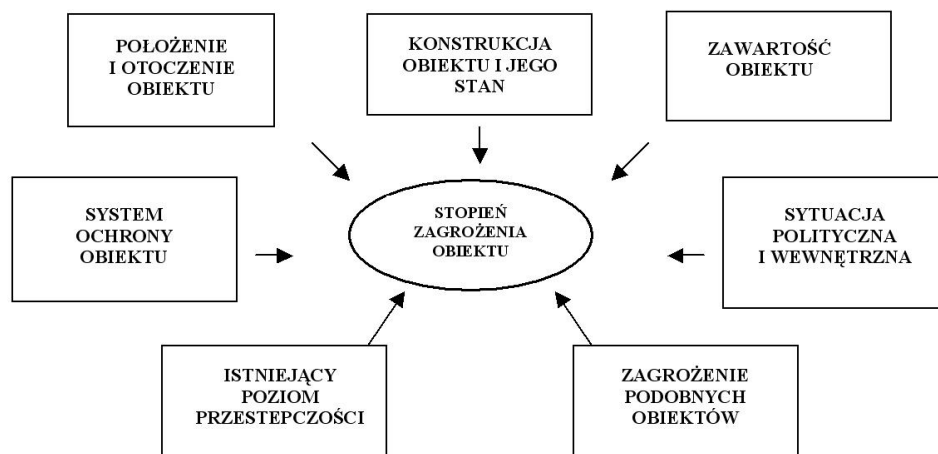 POŁOŻENIE
I OTOCZENIE
OBIEKTU
KONSTRUKCJA
OBIEKTU I JEGO
STAN
ZAWARTOŚĆ
OBIEKTU
SYSTEM
OCHRONY
OBIEKTU
STOPIEŃ
ZAGROŻENIA
OBIEKTU
SYTUACJA
POLITYCZNA
I WEWNĘTRZNA
ISTNIEJĄCY
POZIOM
PRZESTEPCZOŚCI
ZAGROŻENIE
PODOBNYCH
OBIEKTÓW